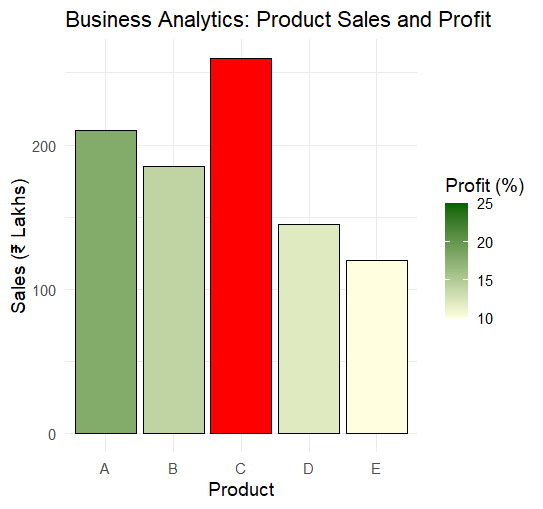 Business Analytics: Product Sales and Profit
Sales (₹ Lakhs)
200
100
0
A B C D E
Product
Profit (%)
25
20
15
10